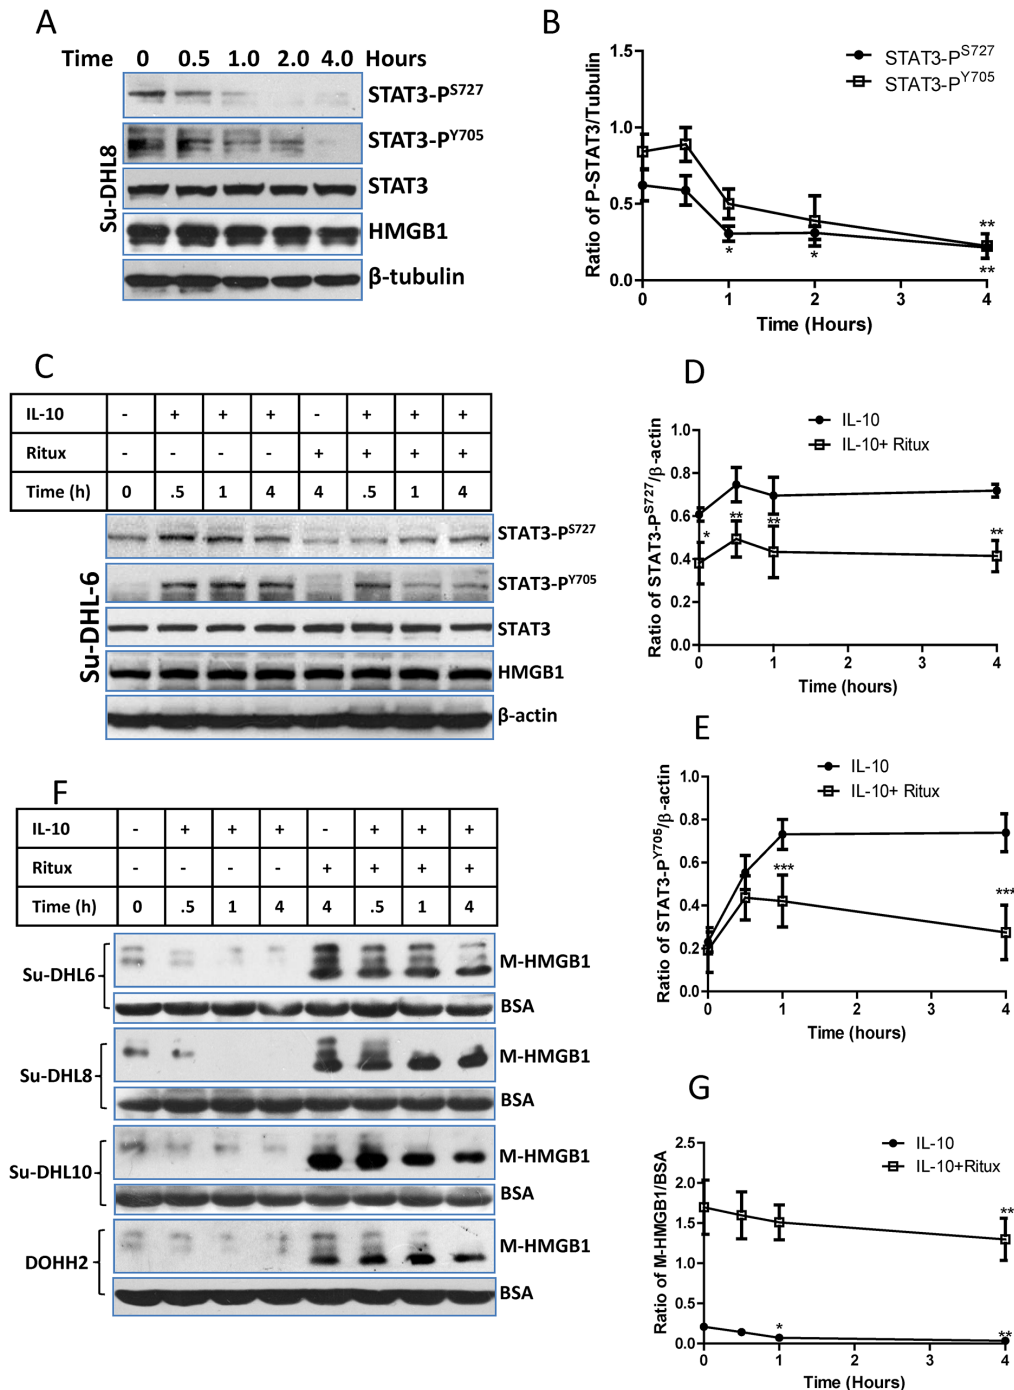 A
Time 0 0.5 1.0 2.0 4.0 Hours
STAT3-PS727
STAT3-PY705
STAT3
HMGB1
β-tubulin
Su-DHL8
B
Ratio of P-STAT3/Tubulin
1.5
1.0
0.5
0.0
STAT3-PS727
STAT3-PY705
*
*
**
**
0 1 2 3 4
Time (Hours)
C
IL-10 - + + + - + + +
Ritux - - - - + + + +
Time (h) 0 .5 1 4 4 .5 1 4
STAT3-PS727
STAT3-PY705
STAT3
HMGB1
β-actin
Su-DHL-6
D
Ratio of STAT3-PS727/β-actin
IL-10
IL-10+ Ritux
1.0
0.8
0.6
0.4
0.2
0.0
*
**
**
**
0 1 2 3 4
Time (hours)
E
Ratio of STAT3-PY705/β-actin
IL-10
IL-10+ Ritux
1.0
0.8
0.6
0.4
0.2
0.0
***
***
0 1 2 3 4
Time (hours)
F
IL-10 - + + + - + + +
Ritux - - - - + + + +
Time (h) 0 .5 1 4 4 .5 1 4
Su-DHL6
M-HMGB1
BSA
Su-DHL8
M-HMGB1
BSA
Su-DHL10
M-HMGB1
BSA
DOHH2
M-HMGB1
BSA
G
Ratio of M-HMGB1/BSA
IL-10
IL-10+Ritux
2.5
2.0
1.5
1.0
0.5
0.0
**
*
**
0 1 2 3 4
Time (Hours)